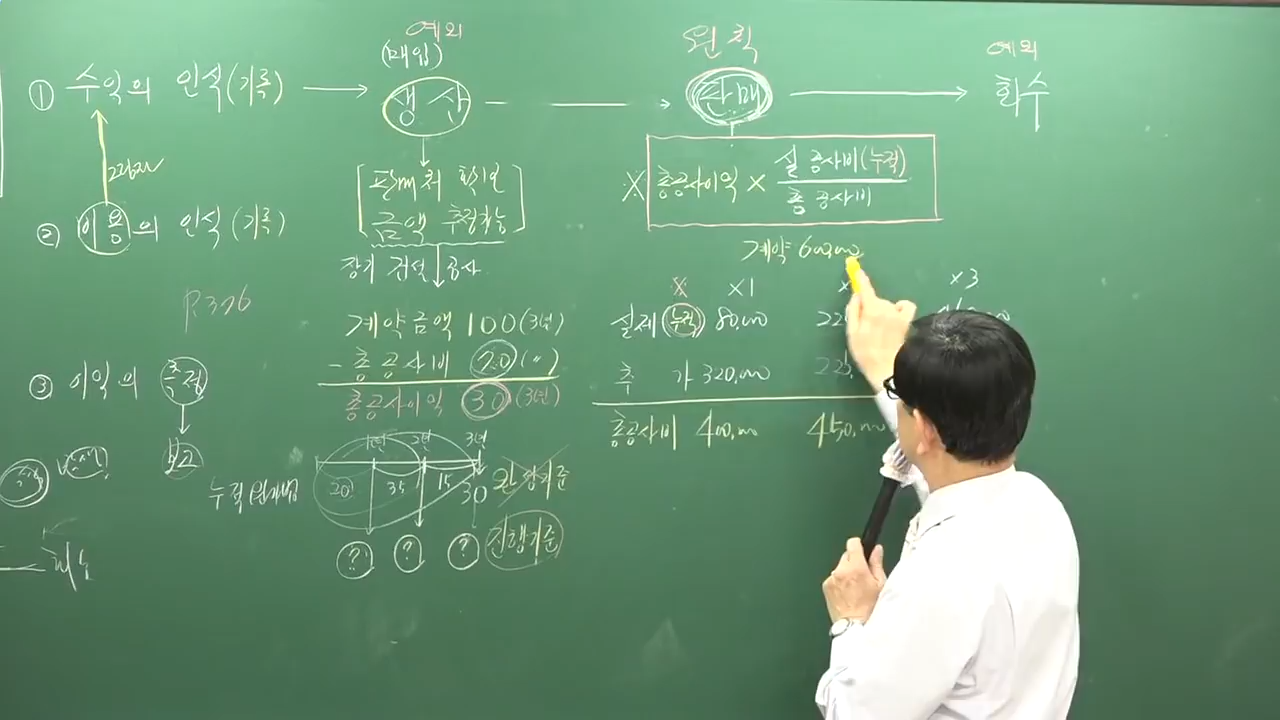 예외 원칙 예외
(매입)
① 수익의 인식(기록) → 생산 → 판매 → 회수
② 비용의 인식(기록)
판매처 확인
금액 추정가능
장기 건설 공사
※ 총공사이익 × 실 공사비(누적) / 총 공사비
계약 600,000
P376
계약금액 100 (3년)
- 총공사비 70 (〃)
총공사이익 30 (3년)
※ ×1 ×3
실제(누적) 80,000
추가 320,000
총공사비 400,000 450,000
③ 이익의 측정
보고
1년 2년 3년
누적 20 35 15 30 완성기준
? ? ? 진행기준